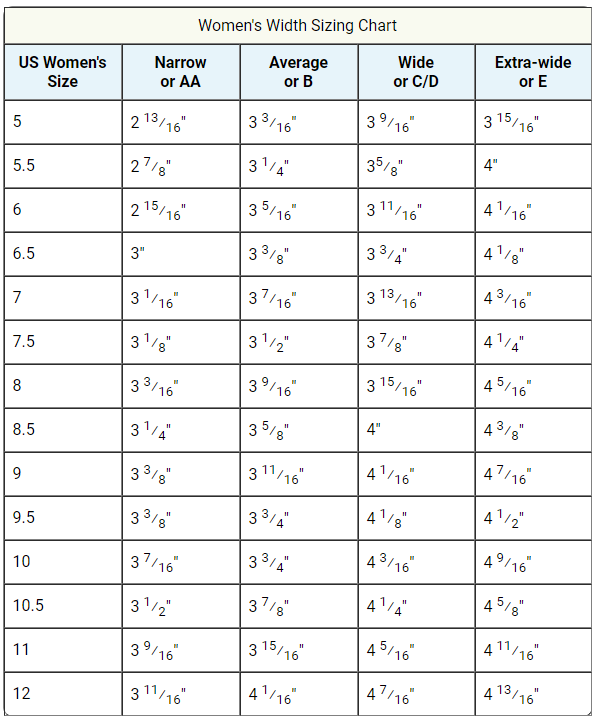 Women's Width Sizing Chart
US Women's Size Narrow or AA Average or B Wide or C/D Extra-wide or E
5 2 13/16" 3 3/16" 3 9/16" 3 15/16"
5.5 2 7/8" 3 1/4" 35/8" 4"
6 2 15/16" 3 5/16" 3 11/16" 4 1/16"
6.5 3" 3 3/8" 3 3/4" 4 1/8"
7 3 1/16" 3 7/16" 3 13/16" 4 3/16"
7.5 3 1/8" 3 1/2" 3 7/8" 4 1/4"
8 3 3/16" 3 9/16" 3 15/16" 4 5/16"
8.5 3 1/4" 3 5/8" 4" 4 3/8"
9 3 3/8" 3 11/16" 4 1/16" 4 7/16"
9.5 3 3/8" 3 3/4" 4 1/8" 4 1/2"
10 3 7/16" 3 3/4" 4 3/16" 4 9/16"
10.5 3 1/2" 3 7/8" 4 1/4" 4 5/8"
11 3 9/16" 3 15/16" 4 5/16" 4 11/16"
12 3 11/16" 4 1/16" 4 7/16" 4 13/16"